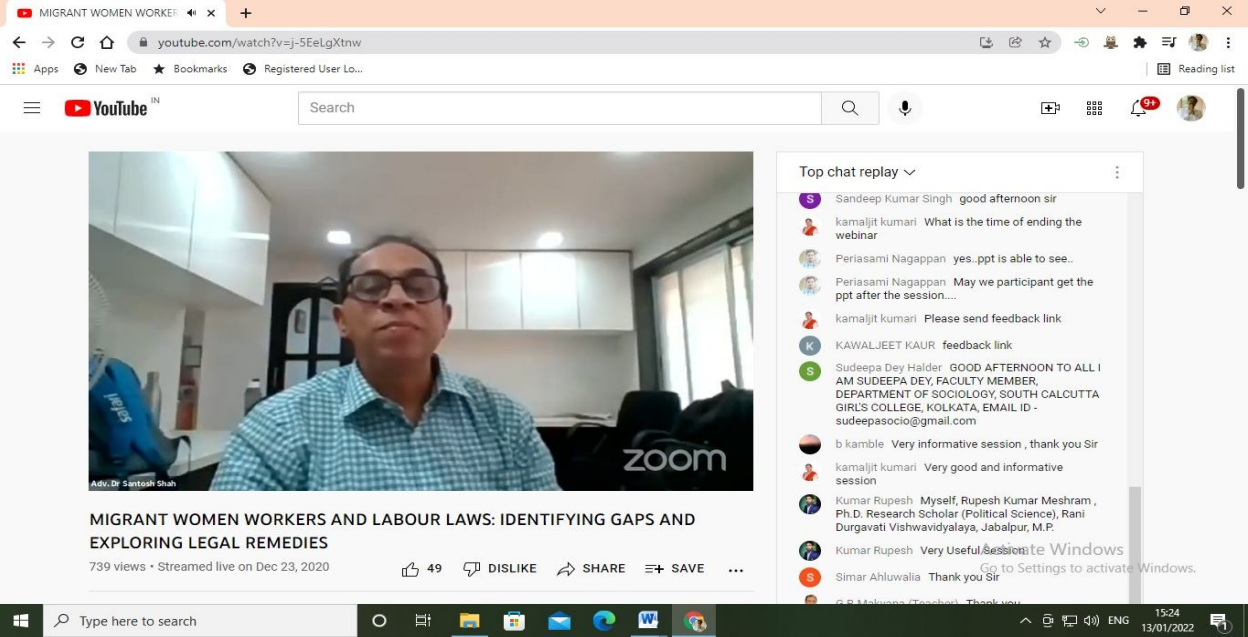 MIGRANT WOMEN WORKER
youtube.com/watch?v=j-5EeLgXtnw
Apps New Tab Bookmarks Registered User Lo...
Reading list
YouTube IN
Search
9+
safari
zoom
Adv. Dr Santosh Shah
MIGRANT WOMEN WORKERS AND LABOUR LAWS: IDENTIFYING GAPS AND
EXPLORING LEGAL REMEDIES
739 views • Streamed live on Dec 23, 2020
49 DISLIKE SHARE SAVE
Top chat replay
S Sandeep Kumar Singh good afternoon sir
kamaljit kumari What is the time of ending the
webinar
Periasami Nagappan yes..ppt is able to see..
Periasami Nagappan May we participant get the
ppt after the session....
kamaljit kumari Please send feedback link
K KAWALJEET KAUR feedback link
S Sudeepa Dey Halder GOOD AFTERNOON TO ALL I
AM SUDEEPA DEY, FACULTY MEMBER,
DEPARTMENT OF SOCIOLOGY, SOUTH CALCUTTA
GIRL'S COLLEGE, KOLKATA, EMAIL ID -
sudeepasocio@gmail.com
b kamble Very informative session , thank you Sir
kamaljit kumari Very good and informative
session
Kumar Rupesh Myself, Rupesh Kumar Meshram ,
Ph.D. Research Scholar (Political Science), Rani
Durgavati Vishwavidyalaya, Jabalpur, M.P.
Kumar Rupesh Very Useful Session
S Simar Ahluwalia Thank you Sir
G.B Makvana (Teacher) Thank you
Activate Windows
Go to Settings to activate Windows.
Type here to search
W
ENG
15:24
13/01/2022
1